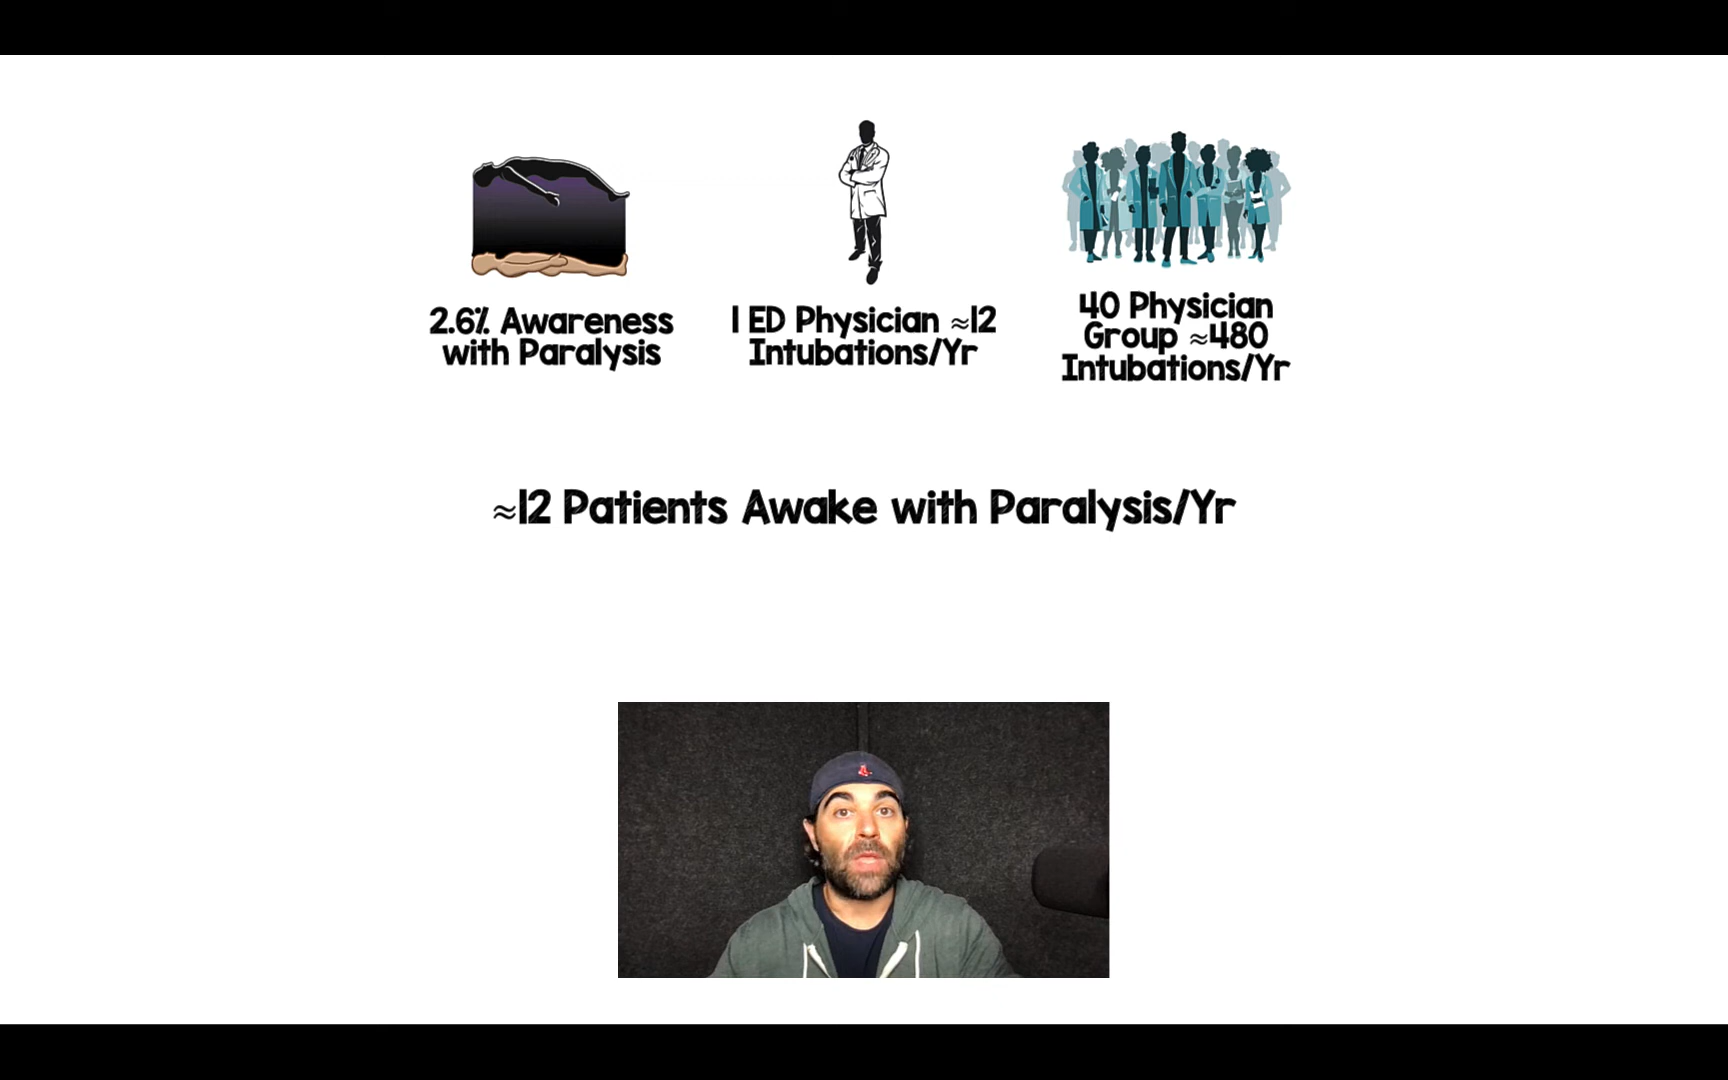 2.6% Awareness
with Paralysis
1 ED Physician ≈12
Intubations/Yr
40 Physician
Group ≈480
Intubations/Yr
≈12 Patients Awake with Paralysis/Yr